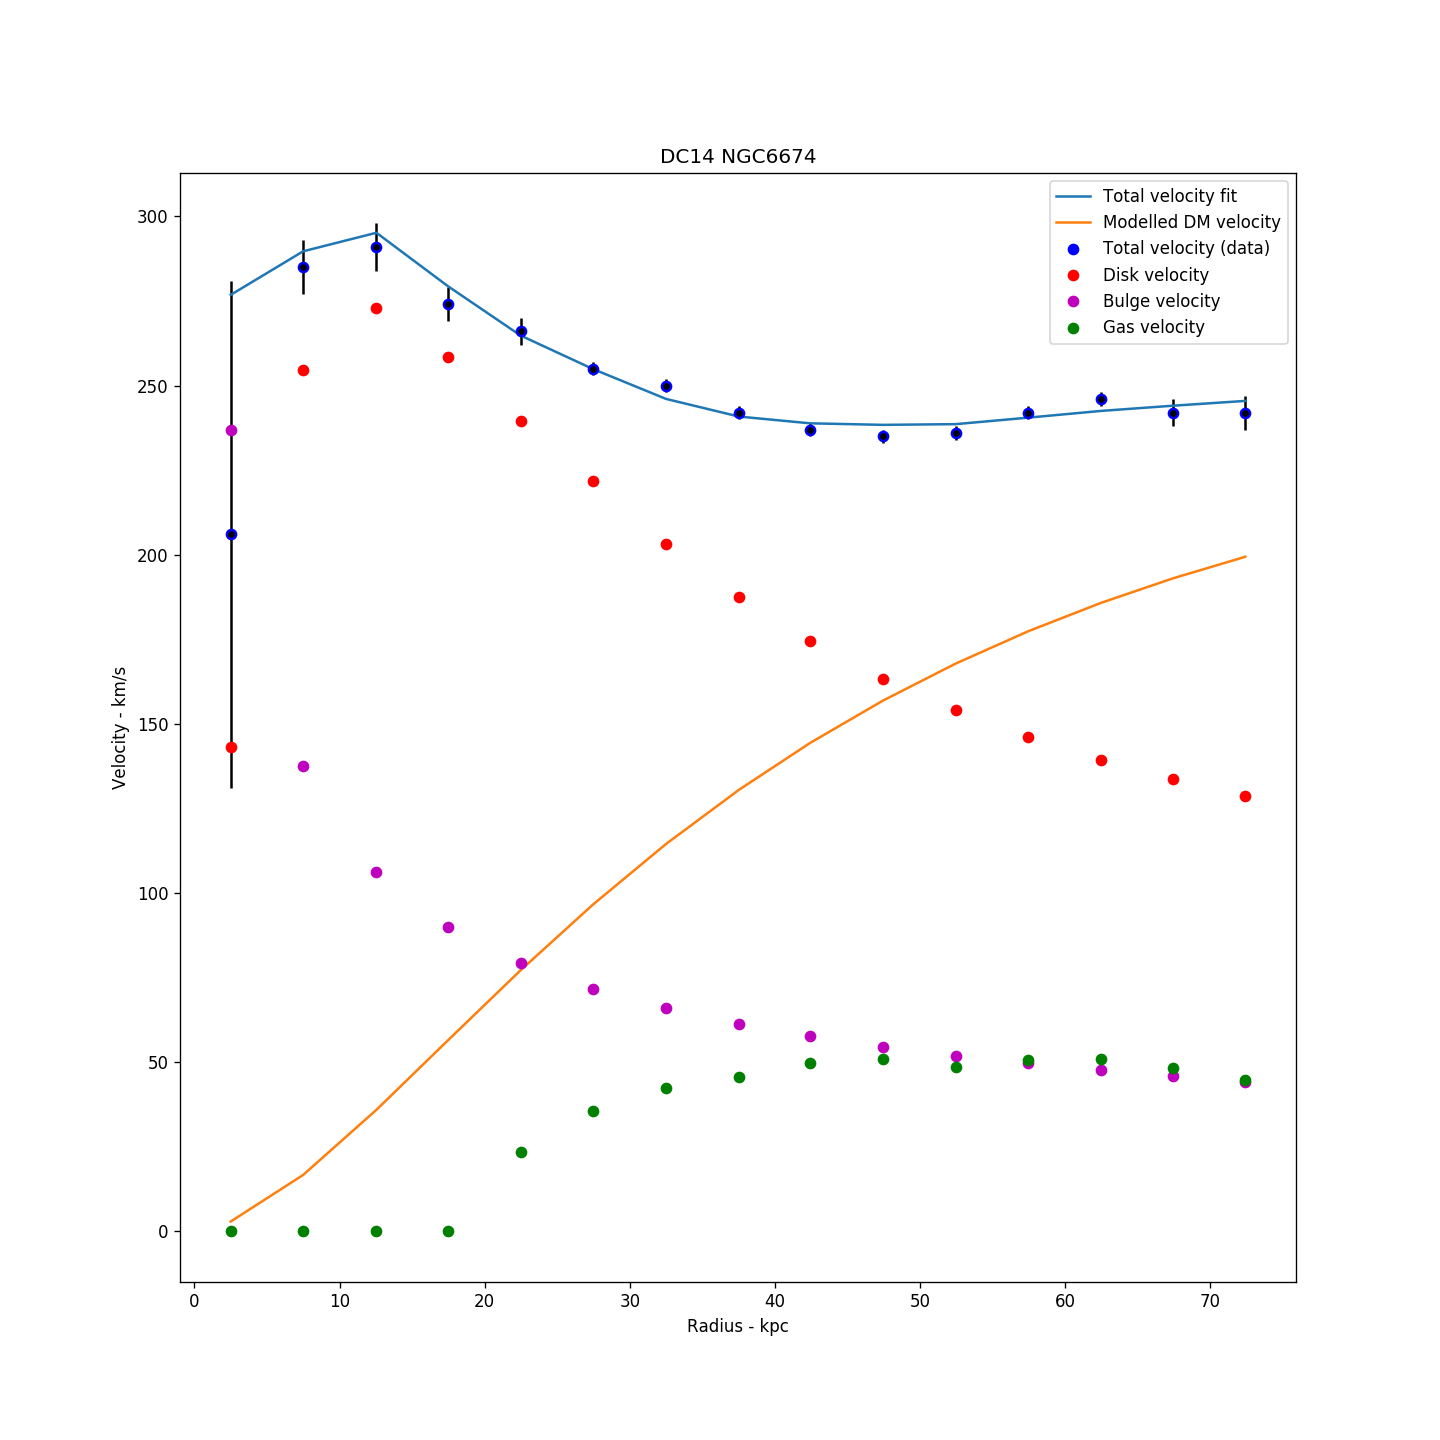 DC14 NGC6674
Total velocity fit
Modelled DM velocity
Total velocity (data)
Disk velocity
Bulge velocity
Gas velocity
300
250
200
150
100
50
0
Velocity - km/s
0 10 20 30 40 50 60 70
Radius - kpc